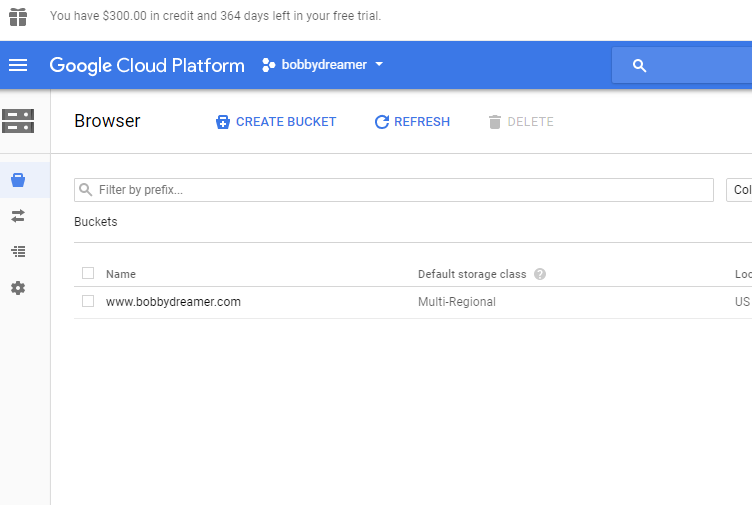 You have $300.00 in credit and 364 days left in your free trial.
Google Cloud Platform bobbydreamer
Browser CREATE BUCKET REFRESH DELETE
Filter by prefix... Col
Buckets
Name Default storage class ? Loc
www.bobbydreamer.com Multi-Regional US